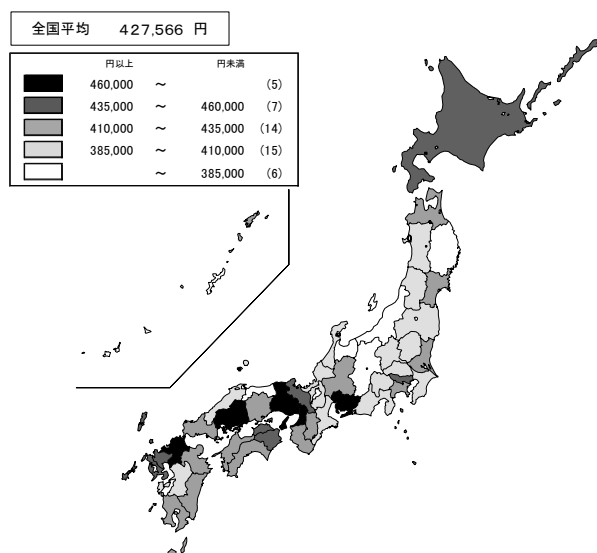 全国平均 427,566 円
円以上 円未満
460,000 ～ (5)
435,000 ～ 460,000 (7)
410,000 ～ 435,000 (14)
385,000 ～ 410,000 (15)
～ 385,000 (6)